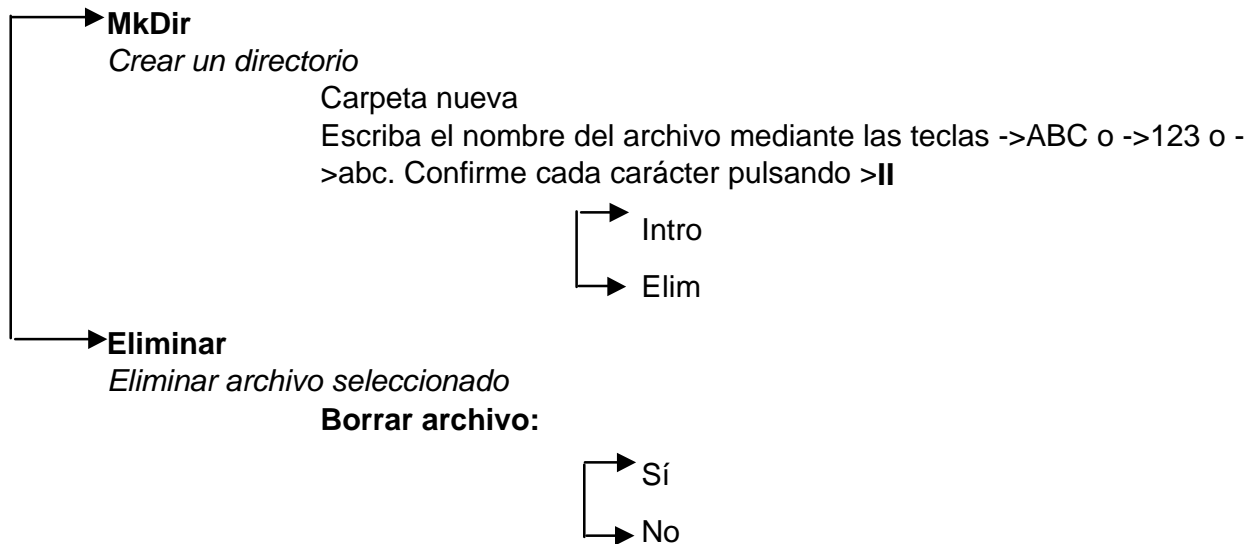 MkDir
Crear un directorio
Carpeta nueva
Escriba el nombre del archivo mediante las teclas ->ABC o ->123 o -
>abc. Confirme cada carácter pulsando >II
Intro
Elim
Eliminar
Eliminar archivo seleccionado
Borrar archivo:
Sí
No